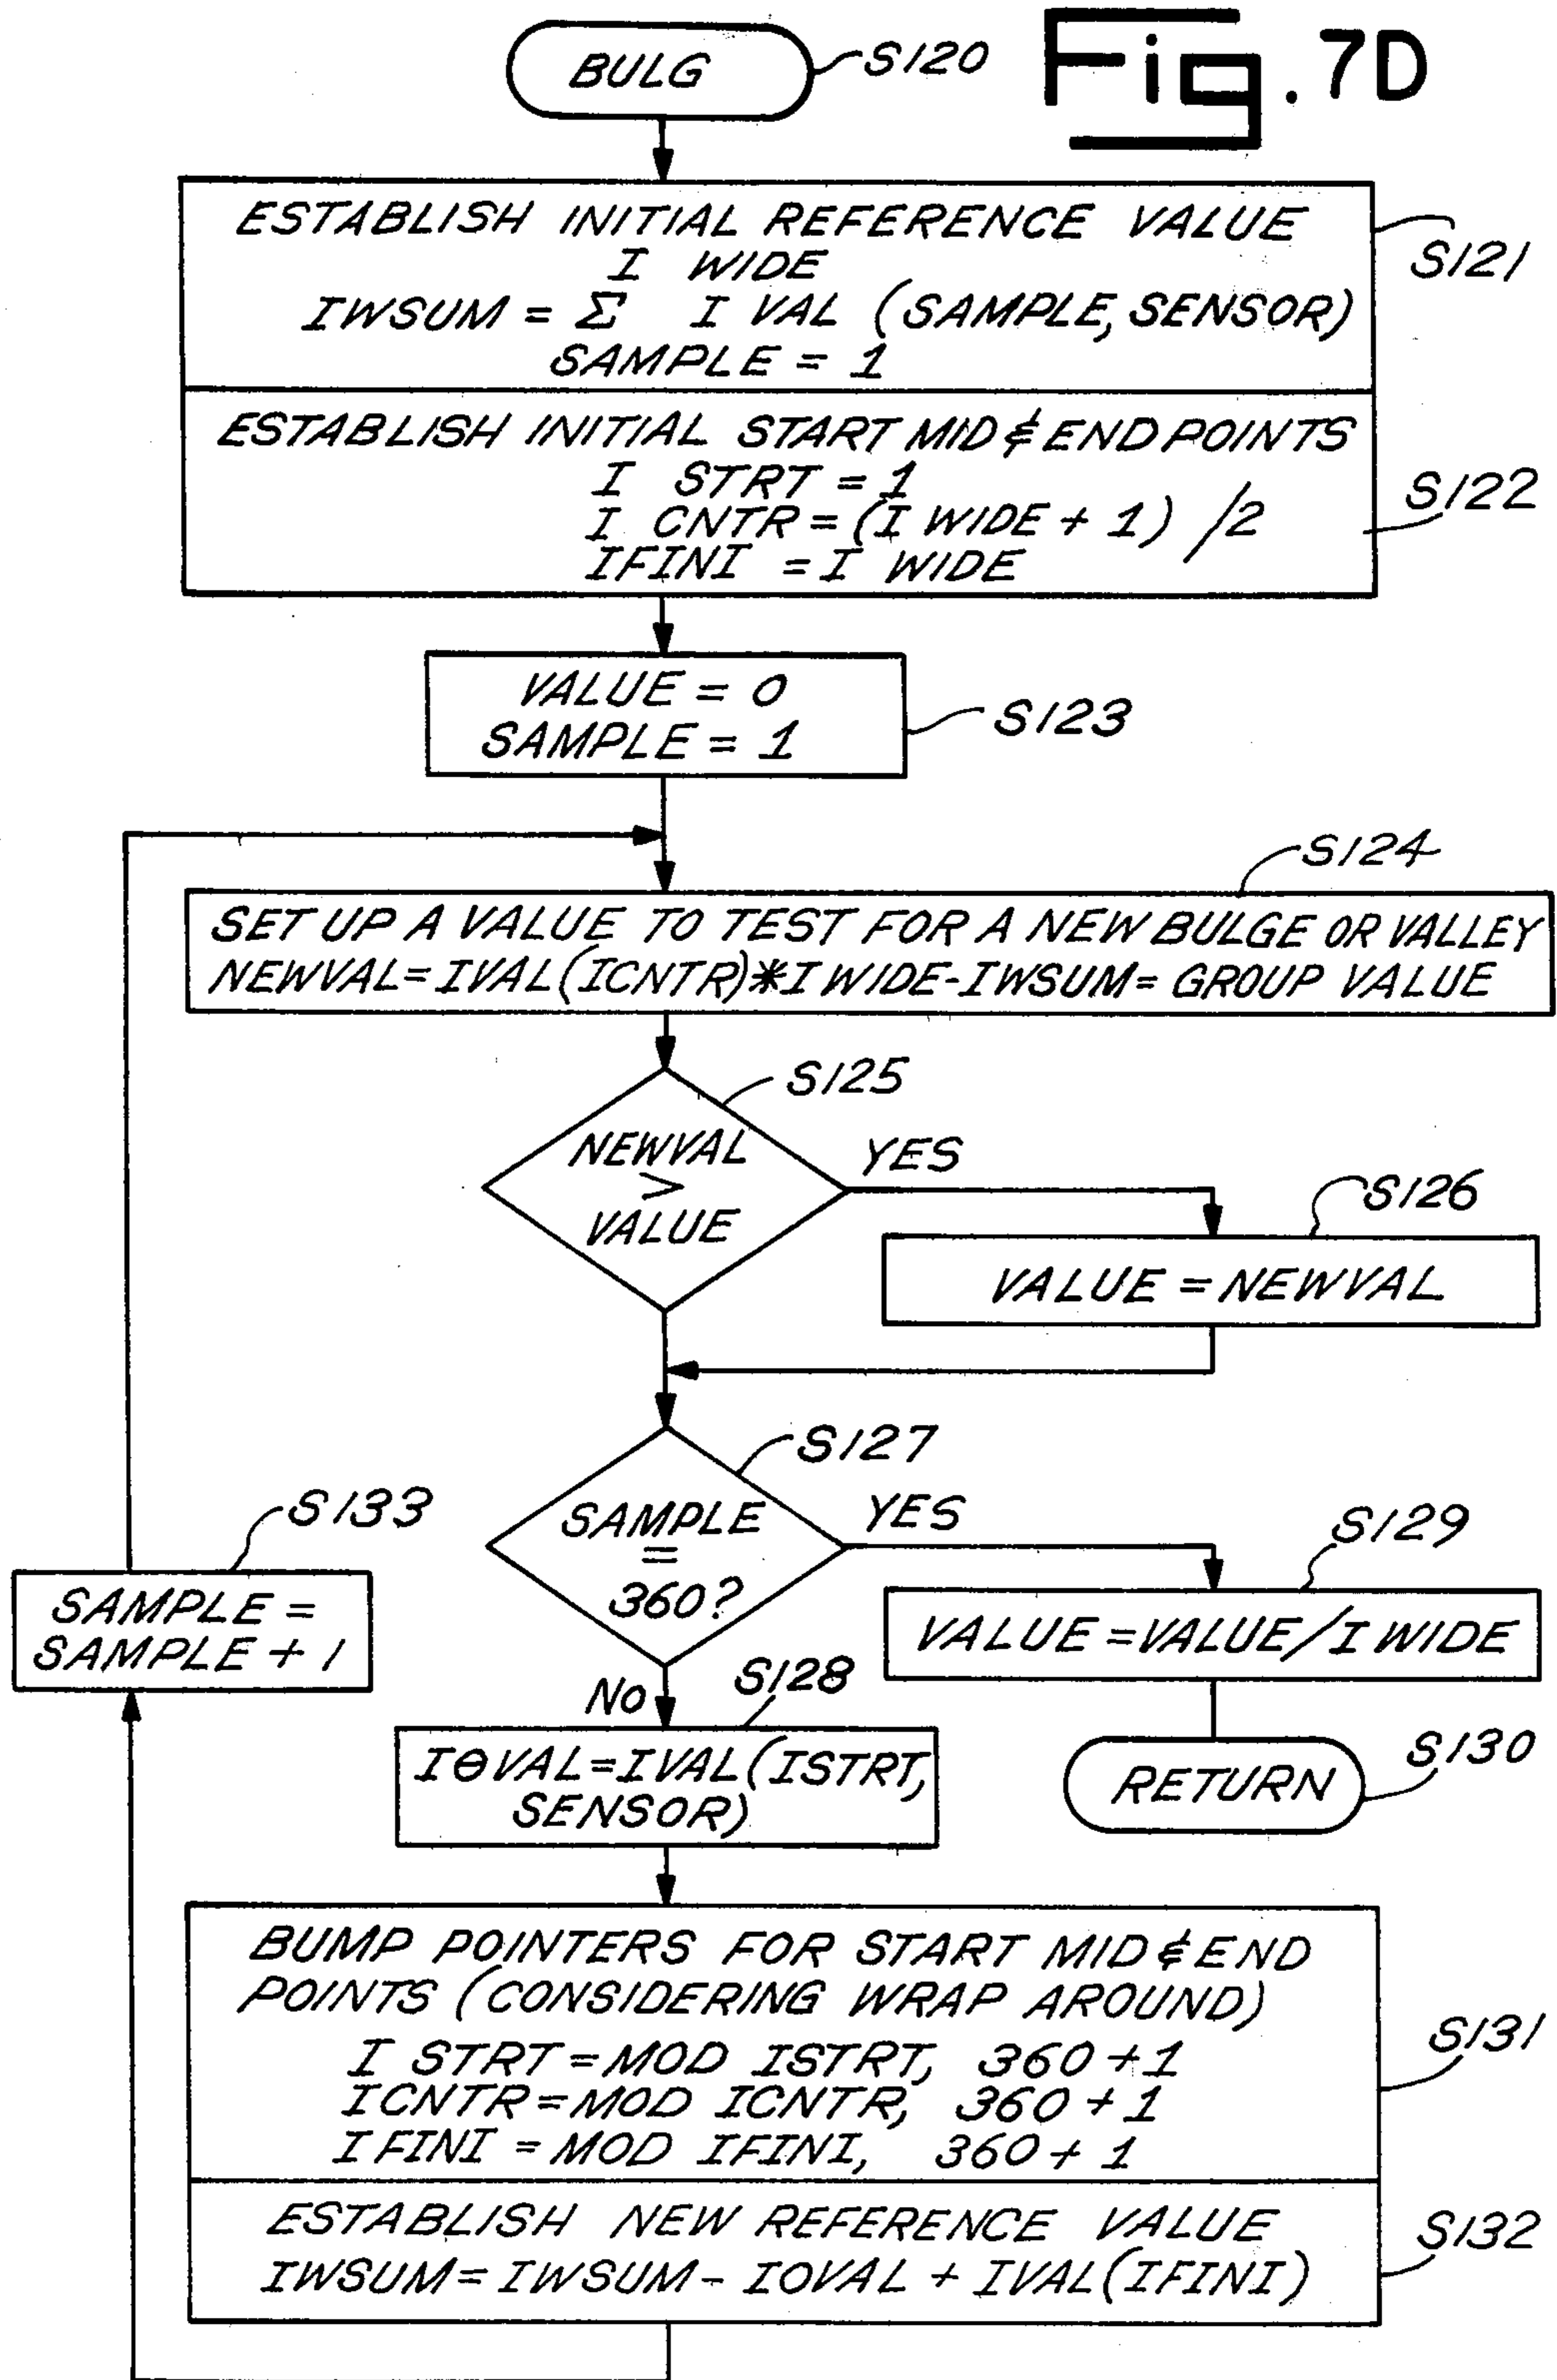 BULG
S120
Fig. 7D
ESTABLISH INITIAL REFERENCE VALUE
I WIDE
IWSUM = Σ I VAL (SAMPLE, SENSOR)
SAMPLE = 1
S121
ESTABLISH INITIAL START MID & END POINTS
I STRT = 1
I CNTR = (I WIDE + 1) /2
IFINI = I WIDE
S122
VALUE = 0
SAMPLE = 1
S123
S124
SET UP A VALUE TO TEST FOR A NEW BULGE OR VALLEY
NEWVAL=IVAL(ICNTR)*I WIDE-IWSUM= GROUP VALUE
S125
NEWVAL
>
VALUE
YES
S126
VALUE = NEWVAL
S127
SAMPLE
=
360?
YES
S129
VALUE =VALUE/I WIDE
S133
SAMPLE =
SAMPLE + 1
NO
S128
IΘVAL=IVAL(ISTRT,
SENSOR)
S130
RETURN
BUMP POINTERS FOR START MID & END
POINTS (CONSIDERING WRAP AROUND)
I STRT = MOD ISTRT, 360 +1
ICNTR = MOD ICNTR, 360 + 1
IFINI = MOD IFINI, 360 + 1
S131
ESTABLISH NEW REFERENCE VALUE
IWSUM = IWSUM - IOVAL + IVAL(IFINI)
S132